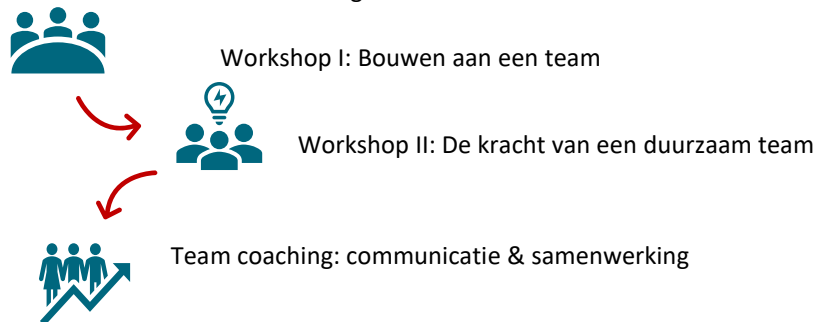 Workshop I: Bouwen aan een team
Workshop II: De kracht van een duurzaam team
Team coaching: communicatie & samenwerking